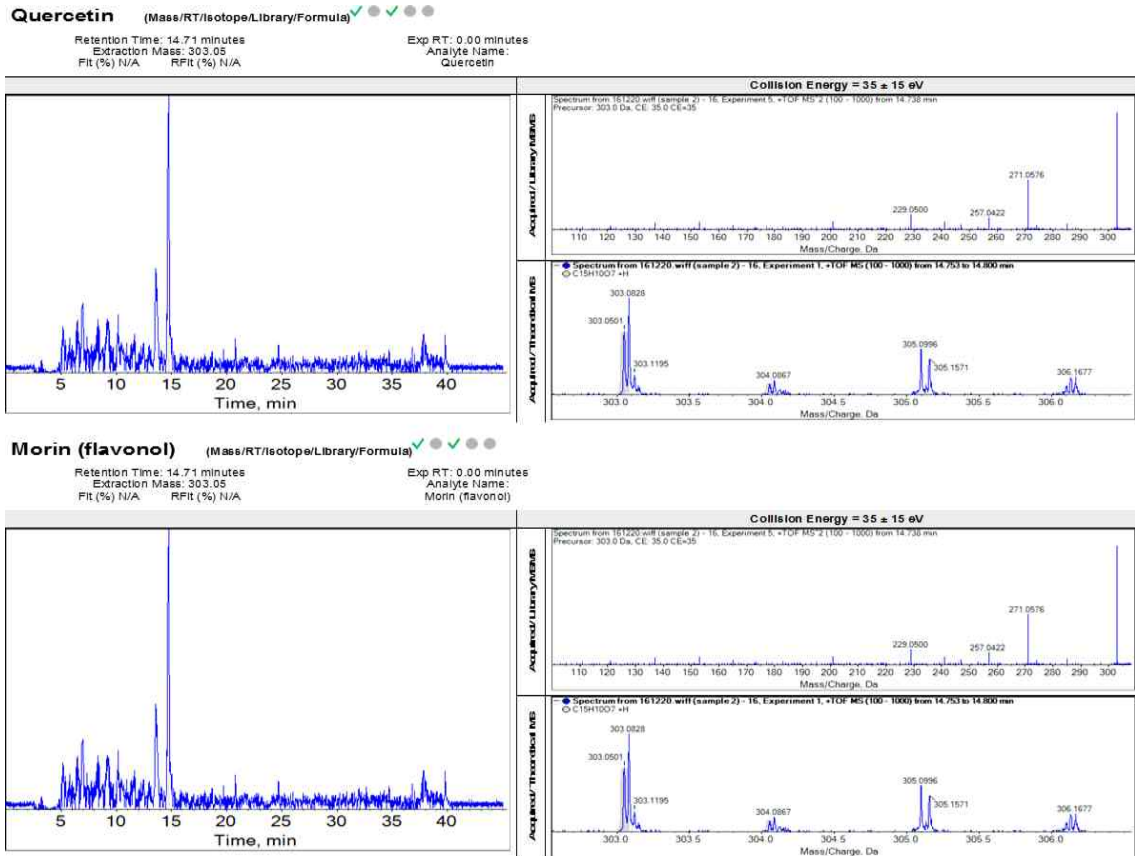 Quercetin (Mass/RT/Isotope/Library/Formula)
Retention Time: 14.71 minutes Exp RT: 0.00 minutes
Extraction Mass: 303.05 Analyte Name:
Fit (%) N/A RFit (%) N/A Quercetin
Collision Energy = 35 ± 15 eV
Acquired / Library MSMS
Spectrum from 161220.wiff (sample 2) - 16, Experiment 5, +TOF MS^2 (100 - 1000) from 14.738 min
Precursor: 303.0 Da, CE: 35.0 CE=35
271.0576
229.0500 257.0422
110 120 130 140 150 160 170 180 190 200 210 220 230 240 250 260 270 280 290 300
Mass/Charge, Da
Acquired / Theoretical MS
Spectrum from 161220.wiff (sample 2) - 16, Experiment 1, +TOF MS (100 - 1000) from 14.753 to 14.800 min
C15H10O7 +H
303.0828
303.0501
303.1195
304.0867
305.0996
305.1571
306.1677
303.0 303.5 304.0 304.5 305.0 305.5 306.0
Mass/Charge, Da
5 10 15 20 25 30 35 40
Time, min
Morin (flavonol) (Mass/RT/Isotope/Library/Formula)
Retention Time: 14.71 minutes Exp RT: 0.00 minutes
Extraction Mass: 303.05 Analyte Name:
Fit (%) N/A RFit (%) N/A Morin (flavonol)
Collision Energy = 35 ± 15 eV
Acquired / Library MSMS
Spectrum from 161220.wiff (sample 2) - 16, Experiment 5, +TOF MS^2 (100 - 1000) from 14.738 min
Precursor: 303.0 Da, CE: 35.0 CE=35
271.0576
229.0500 257.0422
110 120 130 140 150 160 170 180 190 200 210 220 230 240 250 260 270 280 290 300
Mass/Charge, Da
Acquired / Theoretical MS
Spectrum from 161220.wiff (sample 2) - 16, Experiment 1, +TOF MS (100 - 1000) from 14.753 to 14.800 min
C15H10O7 +H
303.0828
303.0501
303.1195
304.0867
305.0996
305.1571
306.1677
303.0 303.5 304.0 304.5 305.0 305.5 306.0
Mass/Charge, Da
5 10 15 20 25 30 35 40
Time, min